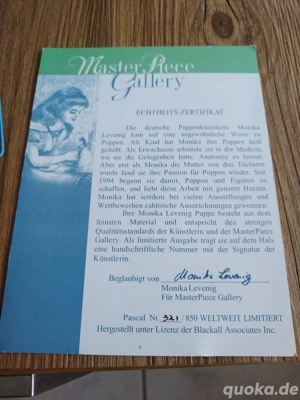 MasterPiece
Gallery
ECHTHEITS-ZERTIFIKAT
Die deutsche Puppenkünstlerin Monika
Levenig kam auf eine ungewöhnliche Weise zu
Puppen. Als Kind hat Monika ihre Puppen heiß
geliebt. Als Erwachsene arbeitete sie in der Medizin,
wo sie die Gelegenheit hatte, Anatomie zu lernen.
Aber erst als Monika die Mutter von drei Töchtern
wurde fand sie ihre Passion für Puppen wieder. Seit
1994 begann sie damit, Puppen und Figuren zu
schaffen, und liebt diese Arbeit mit ganzem Herzen.
Monika hat seitdem bei vielen Ausstellungen und
Wettbewerben zahlreiche Auszeichnungen gewonnen.
Ihre Monika Levenig Puppe besteht aus dem
feinsten Material und entspricht den strengen
Qualitätsstandards der Künstlerin und der MasterPiece
Gallery. Als limitierte Ausgabe trägt sie auf dem Hals
eine handschriftliche Nummer mit der Signatur der
Künstlerin.
Beglaubigt von Monika Levenig
Monika Levenig
Für MasterPiece Gallery
Pascal Nr. 321 / 850 WELTWEIT LIMITIERT
Hergestellt unter Lizenz der Blackall Associates Inc.
quoka.de